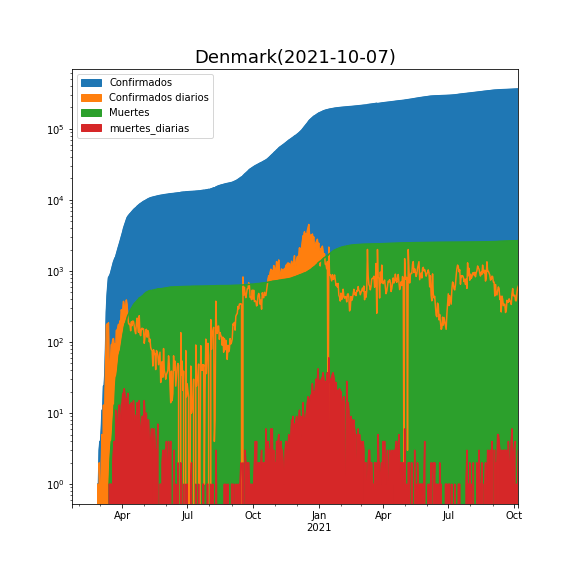 Denmark(2021-10-07)
Confirmados
Confirmados diarios
Muertes
muertes_diarias
10⁵
10⁴
10³
10²
10¹
10⁰
Apr Jul Oct Jan Apr Jul Oct
2021